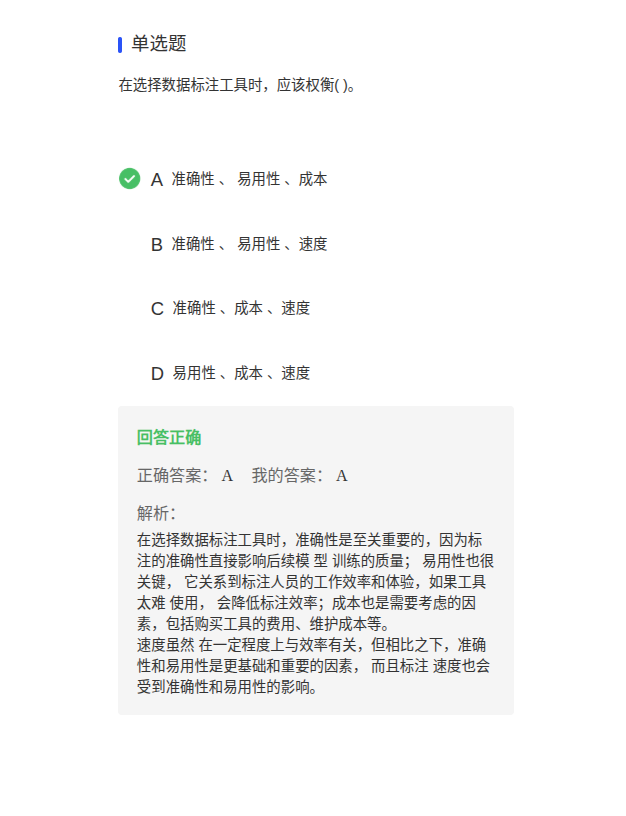 单选题
在选择数据标注工具时，应该权衡( )。
A 准确性 、 易用性 、成本
B 准确性 、 易用性 、速度
C 准确性 、成本 、速度
D 易用性 、成本 、速度
回答正确
正确答案： A 我的答案： A
解析：
在选择数据标注工具时，准确性是至关重要的，因为标
注的准确性直接影响后续模 型 训练的质量； 易用性也很
关键， 它关系到标注人员的工作效率和体验，如果工具
太难 使用， 会降低标注效率；成本也是需要考虑的因
素，包括购买工具的费用、维护成本等。
速度虽然 在一定程度上与效率有关，但相比之下，准确
性和易用性是更基础和重要的因素， 而且标注 速度也会
受到准确性和易用性的影响。